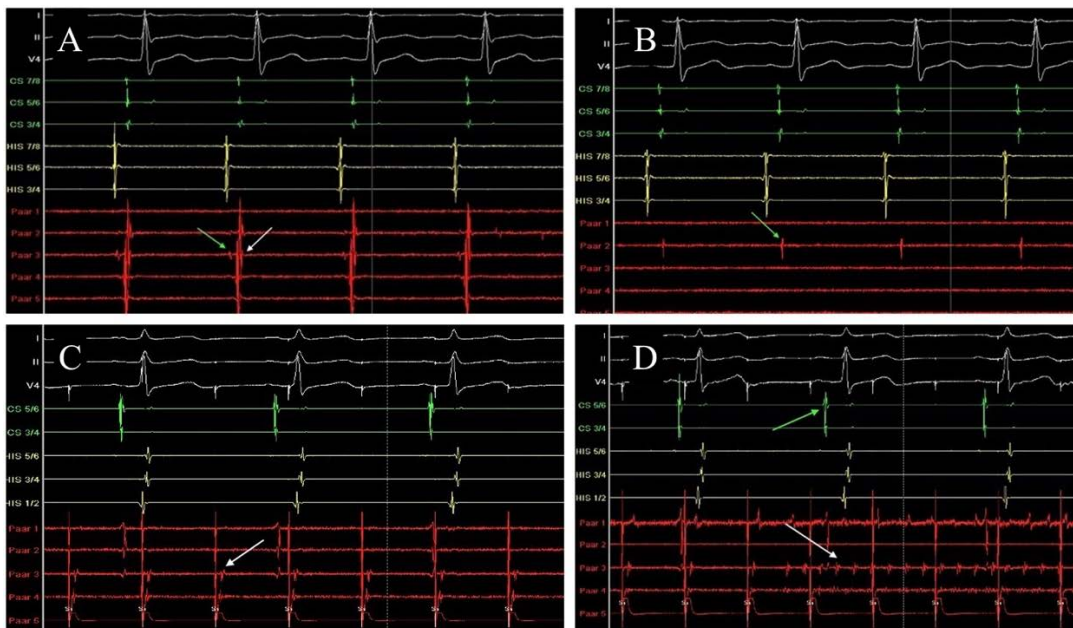 A
I
II
V4
CS 7/8
CS 5/6
CS 3/4
HIS 7/8
HIS 5/6
HIS 3/4
Paar 1
Paar 2
Paar 3
Paar 4
Paar 5
B
I
II
V4
CS 7/8
CS 5/6
CS 3/4
HIS 7/8
HIS 5/6
HIS 3/4
Paar 1
Paar 2
Paar 3
Paar 4
C
I
II
V4
CS 5/6
CS 3/4
HIS 5/6
HIS 3/4
HIS 1/2
Paar 1
Paar 2
Paar 3
Paar 4
Paar 5
D
I
II
V4
CS 5/6
CS 3/4
HIS 5/6
HIS 3/4
HIS 1/2
Paar 1
Paar 2
Paar 3
Paar 4
Paar 5